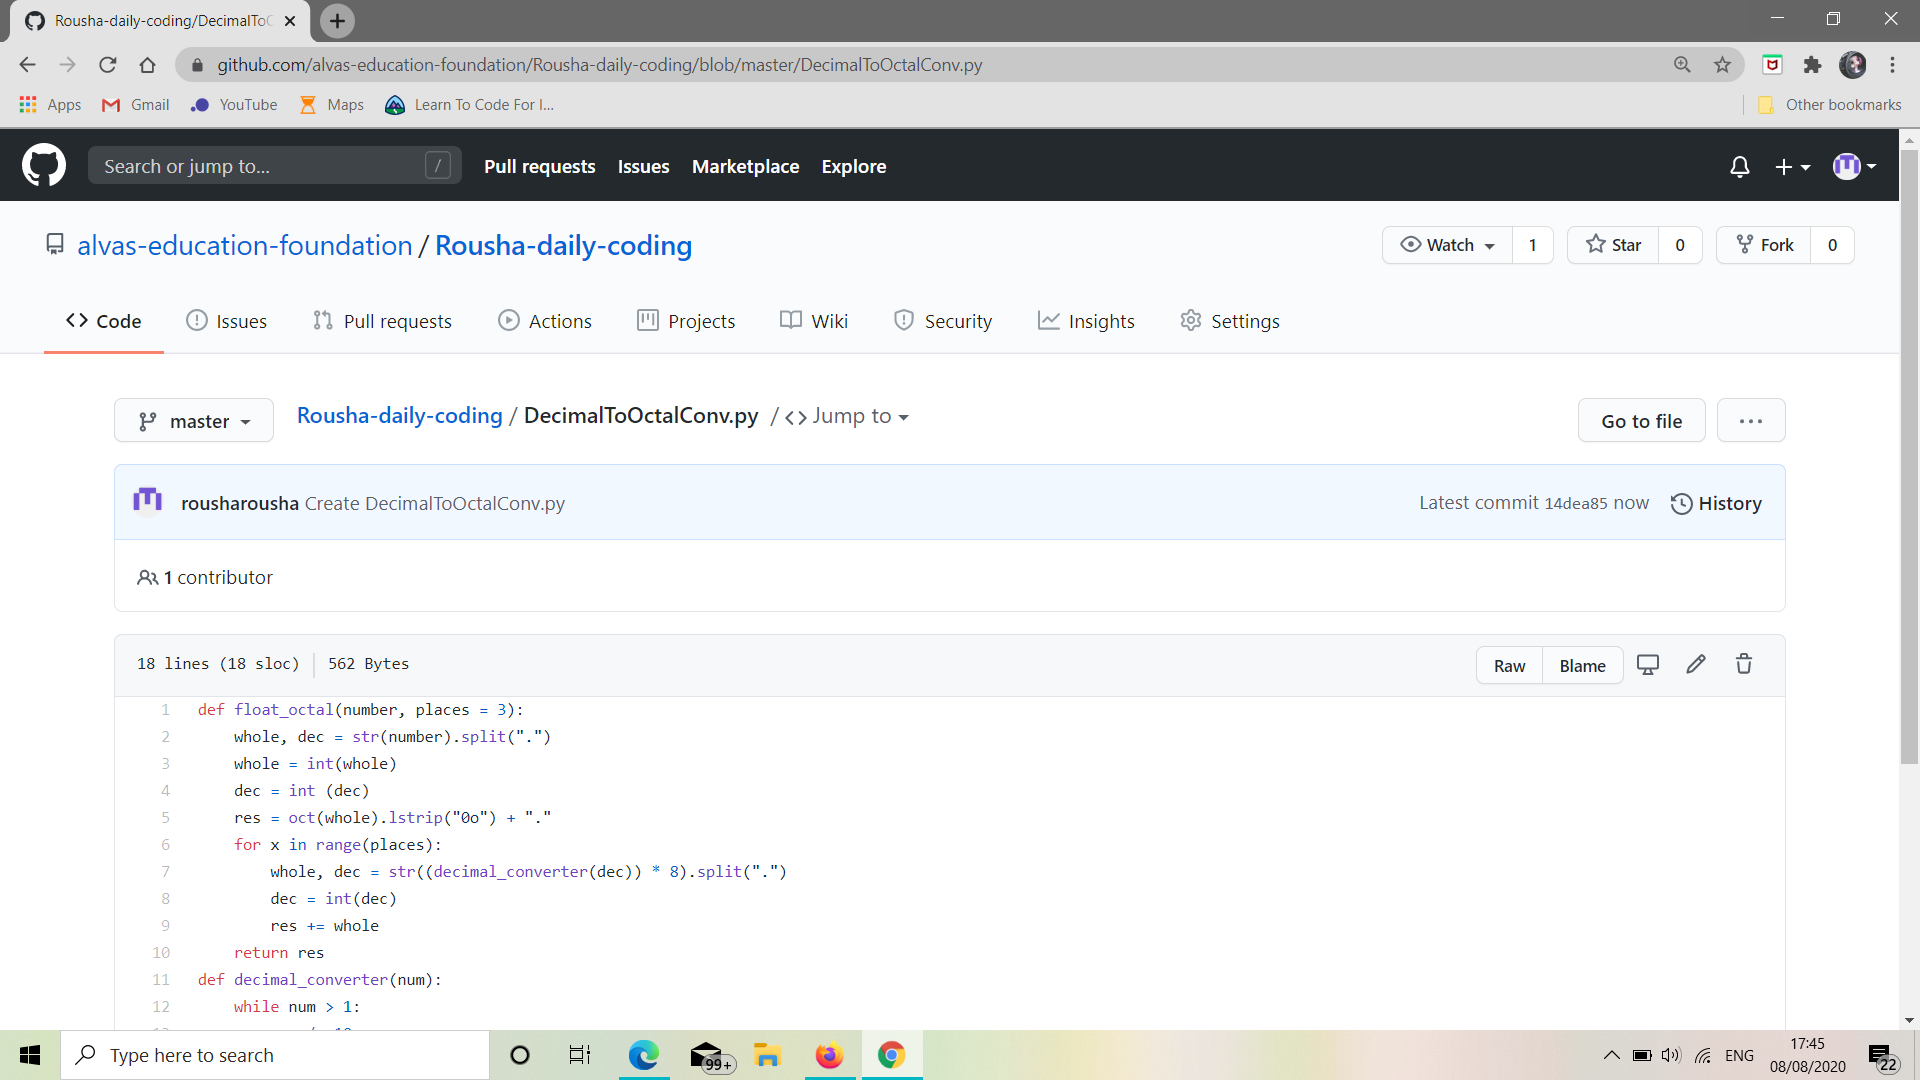 Rousha-daily-coding/DecimalToO
github.com/alvas-education-foundation/Rousha-daily-coding/blob/master/DecimalToOctalConv.py
Apps Gmail YouTube Maps Learn To Code For I... Other bookmarks
Search or jump to... / Pull requests Issues Marketplace Explore
alvas-education-foundation / Rousha-daily-coding Watch 1 Star 0 Fork 0
Code Issues Pull requests Actions Projects Wiki Security Insights Settings
master Rousha-daily-coding / DecimalToOctalConv.py / <> Jump to Go to file ...
rousharousha Create DecimalToOctalConv.py Latest commit 14dea85 now History
1 contributor
18 lines (18 sloc) 562 Bytes Raw Blame
1 def float_octal(number, places = 3):
2 whole, dec = str(number).split(".")
3 whole = int(whole)
4 dec = int (dec)
5 res = oct(whole).lstrip("0o") + "."
6 for x in range(places):
7 whole, dec = str((decimal_converter(dec)) * 8).split(".")
8 dec = int(dec)
9 res += whole
10 return res
11 def decimal_converter(num):
12 while num > 1:
Type here to search 99+ ENG 17:45
08/08/2020 22